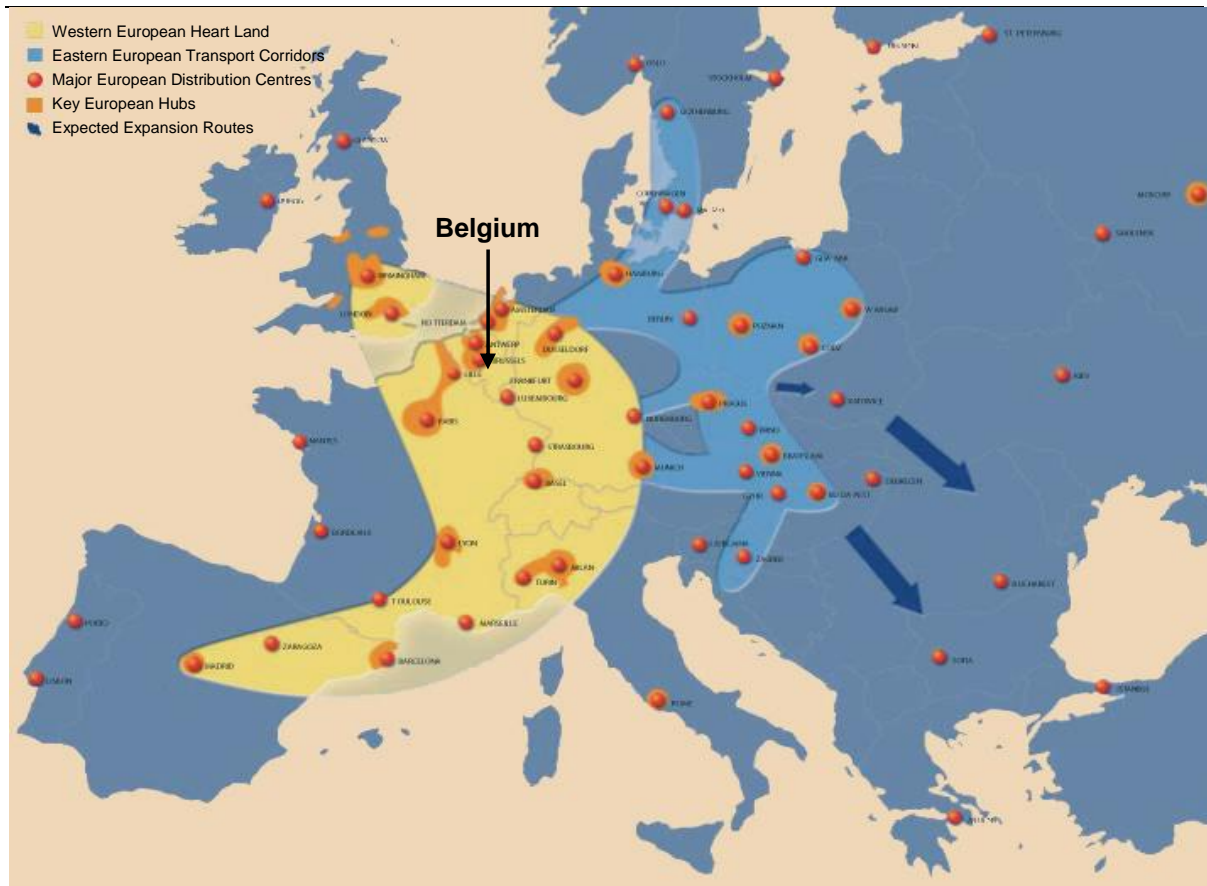 Western European Heart Land
Eastern European Transport Corridors
Major European Distribution Centres
Key European Hubs
Expected Expansion Routes
ST. PETERSBURG
OSLO
STOCKHOLM
GOTHENBURG
MOSCOW
COPENHAGEN
Belgium
BIRMINGHAM
HAMBURG
LONDON
ROTTERDAM
AMSTERDAM
BERLIN
POZNAN
WARSAW
ANTWERP
DUSSELDORF
LODZ
BRUSSELS
LILLE
FRANKFURT
KIEV
LUXEMBOURG
PRAGUE
KATOWICE
PARIS
BRNO
NANTES
STRASBOURG
BRATISLAVA
MUNICH
VIENNA
BASEL
DEBRECEN
BUDAPEST
BORDEAUX
LYON
LJUBLJANA
ZAGREB
MILAN
TURIN
BUCHAREST
TOULOUSE
PORTO
MARSEILLE
ZARAGOZA
BARCELONA
MADRID
SOFIA
LISBON
ISTANBUL
ROME